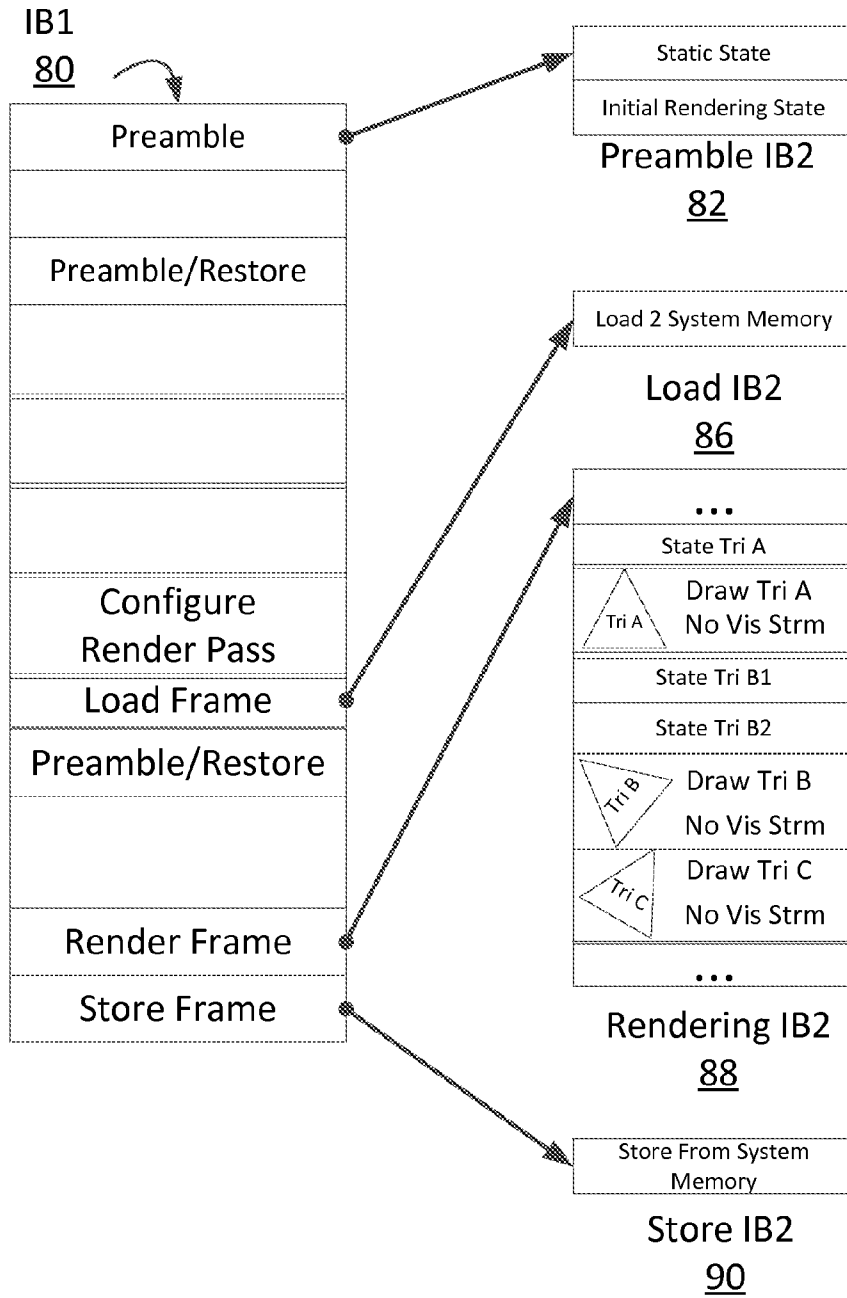 IB1
80
Preamble
Preamble/Restore
Configure
Render Pass
Load Frame
Preamble/Restore
Render Frame
Store Frame
Static State
Initial Rendering State
Preamble IB2
82
Load 2 System Memory
Load IB2
86
...
State Tri A
Tri A
Draw Tri A
No Vis Strm
State Tri B1
State Tri B2
Tri B
Draw Tri B
No Vis Strm
Tri C
Draw Tri C
No Vis Strm
...
Rendering IB2
88
Store From System
Memory
Store IB2
90